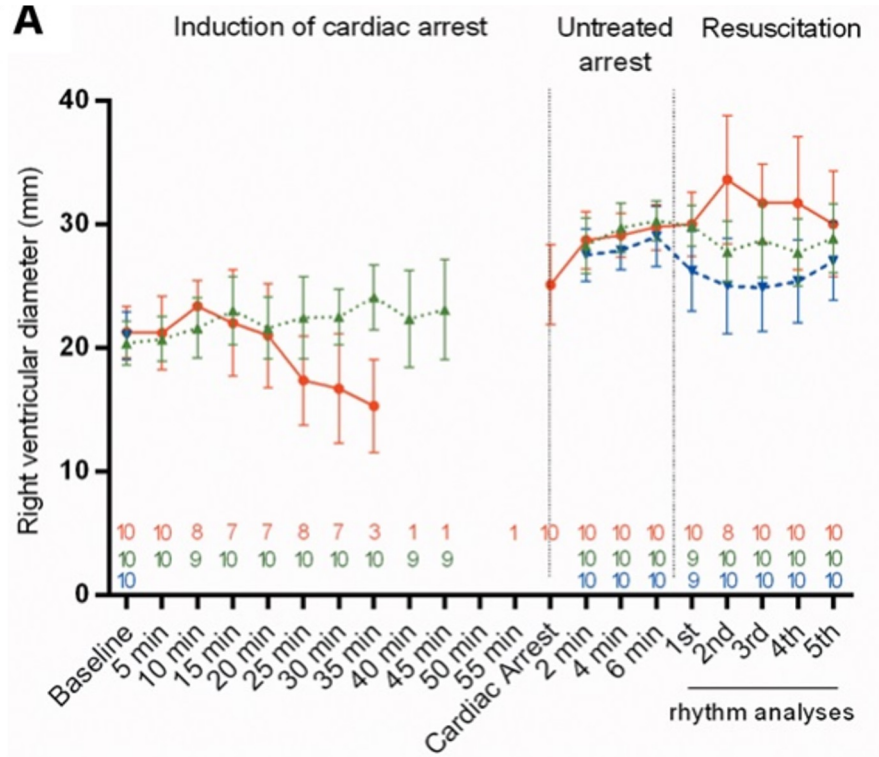 A
Induction of cardiac arrest
Untreated
arrest
Resuscitation
Right ventricular diameter (mm)
40
30
20
10
0
10 10 8 7 7 8 7 3 1 1 1 10 10 10 10 10 8 10 10 10
10 10 9 10 10 10 10 10 9 9 10 10 10 9 10 10 10 10
10 10 10 10 9 10 10 10 10
Baseline
5 min
10 min
15 min
20 min
25 min
30 min
35 min
40 min
45 min
50 min
55 min
Cardiac Arrest
2 min
4 min
6 min
1st
2nd
3rd
4th
5th
rhythm analyses